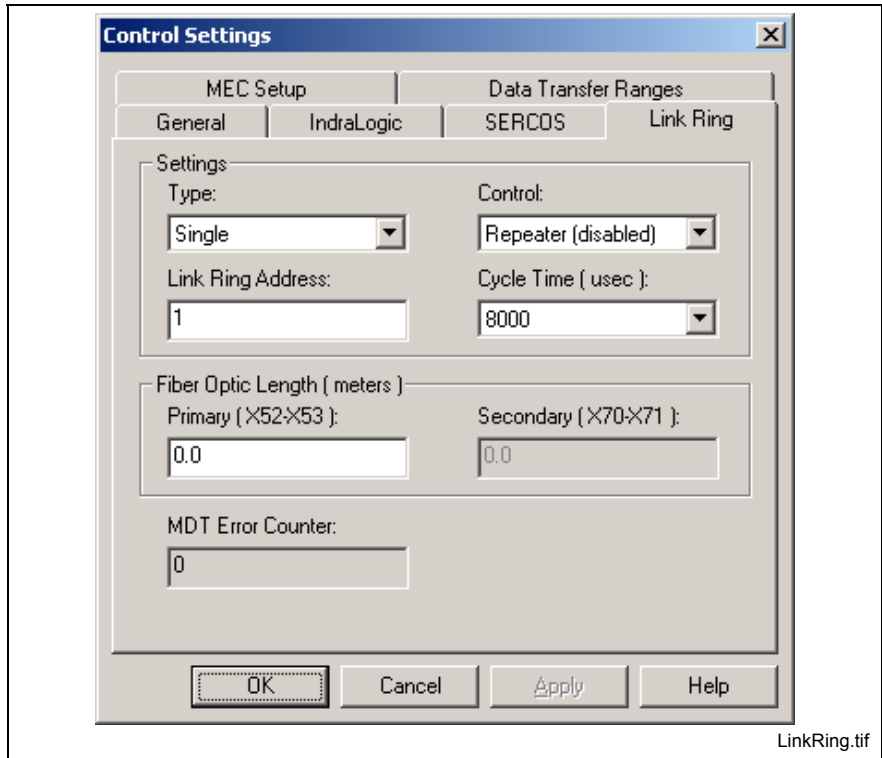 Control Settings
MEC Setup Data Transfer Ranges
General IndraLogic SERCOS Link Ring
Settings
Type: Control:
Single Repeater (disabled)
Link Ring Address: Cycle Time ( usec ):
1 8000
Fiber Optic Length ( meters )
Primary ( X52-X53 ): Secondary ( X70-X71 ):
0.0 0.0
MDT Error Counter:
0
OK Cancel Apply Help
LinkRing.tif